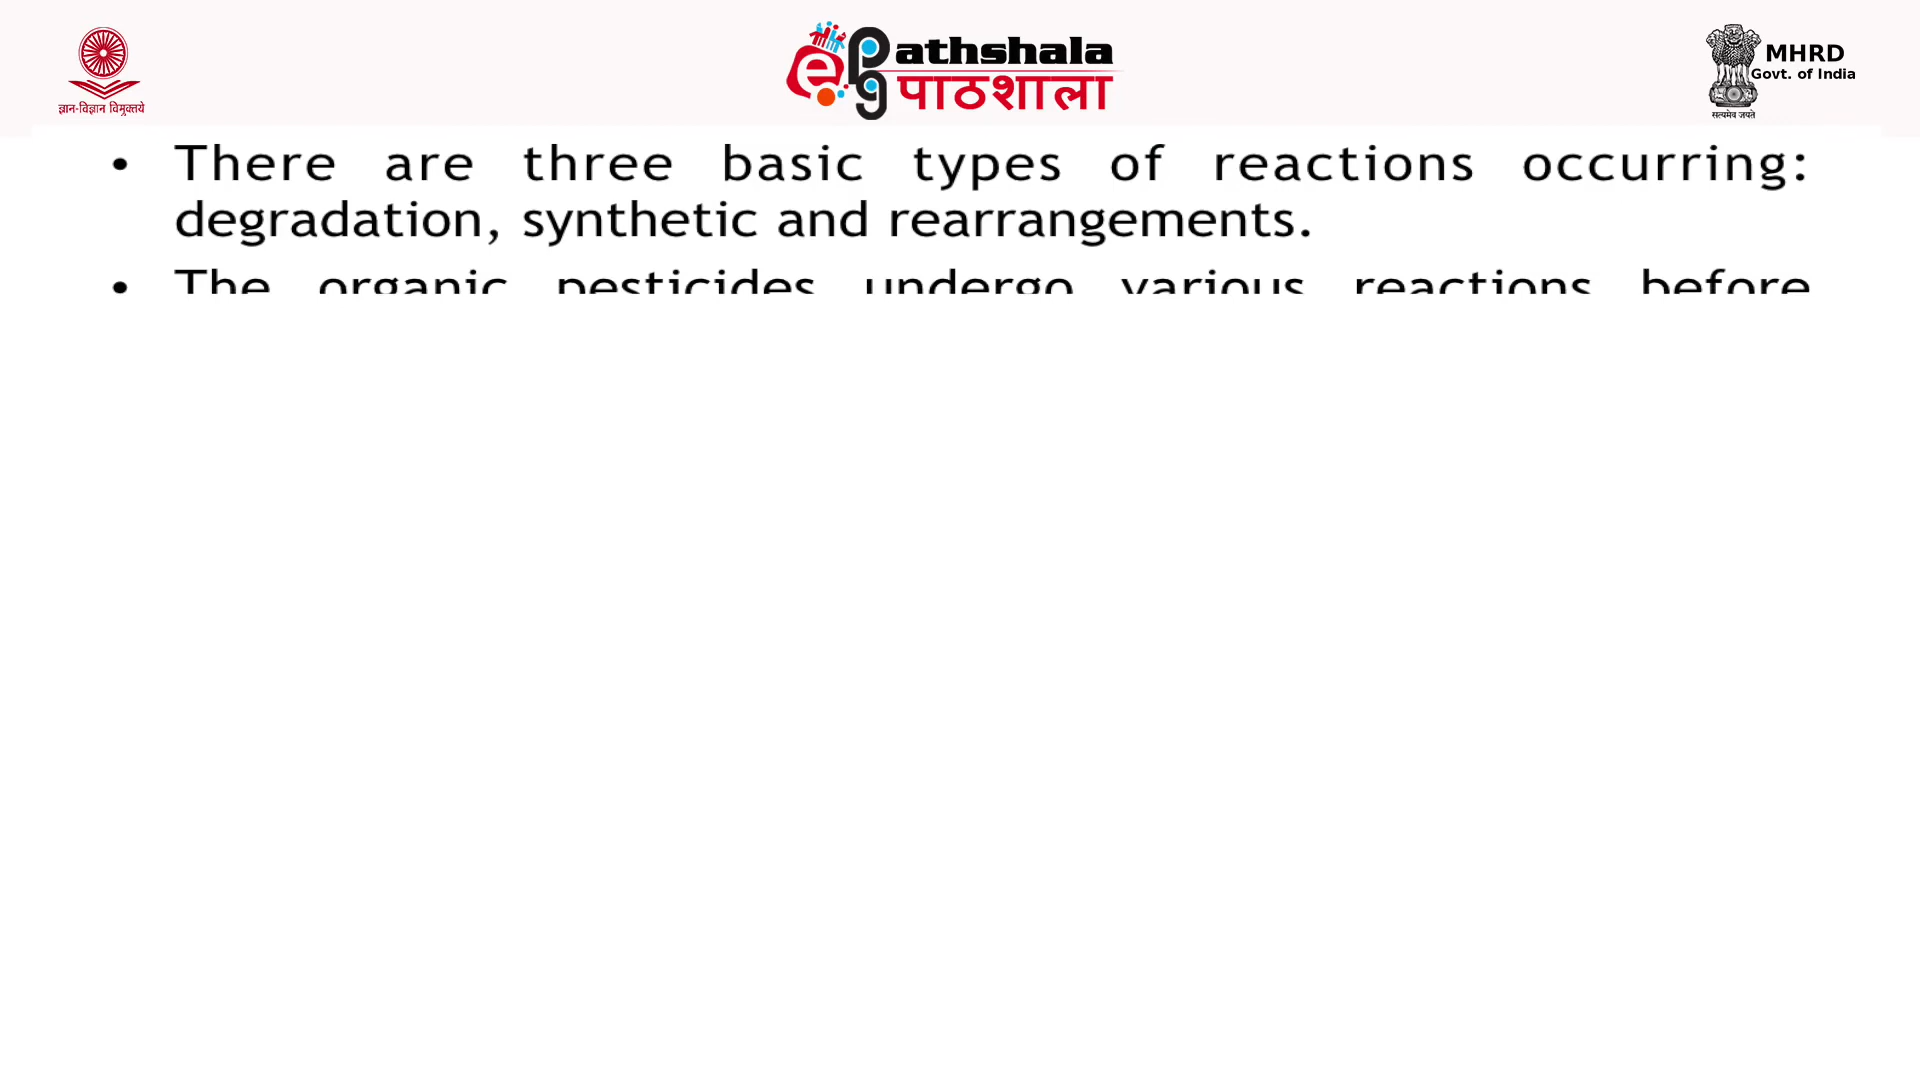 ज्ञान-विज्ञान विमुक्तये
ePathshala
पाठशाला
MHRD
Govt. of India
सत्यमेव जयते
• There are three basic types of reactions occurring:
degradation, synthetic and rearrangements.
• The organic pesticides undergo various reactions before